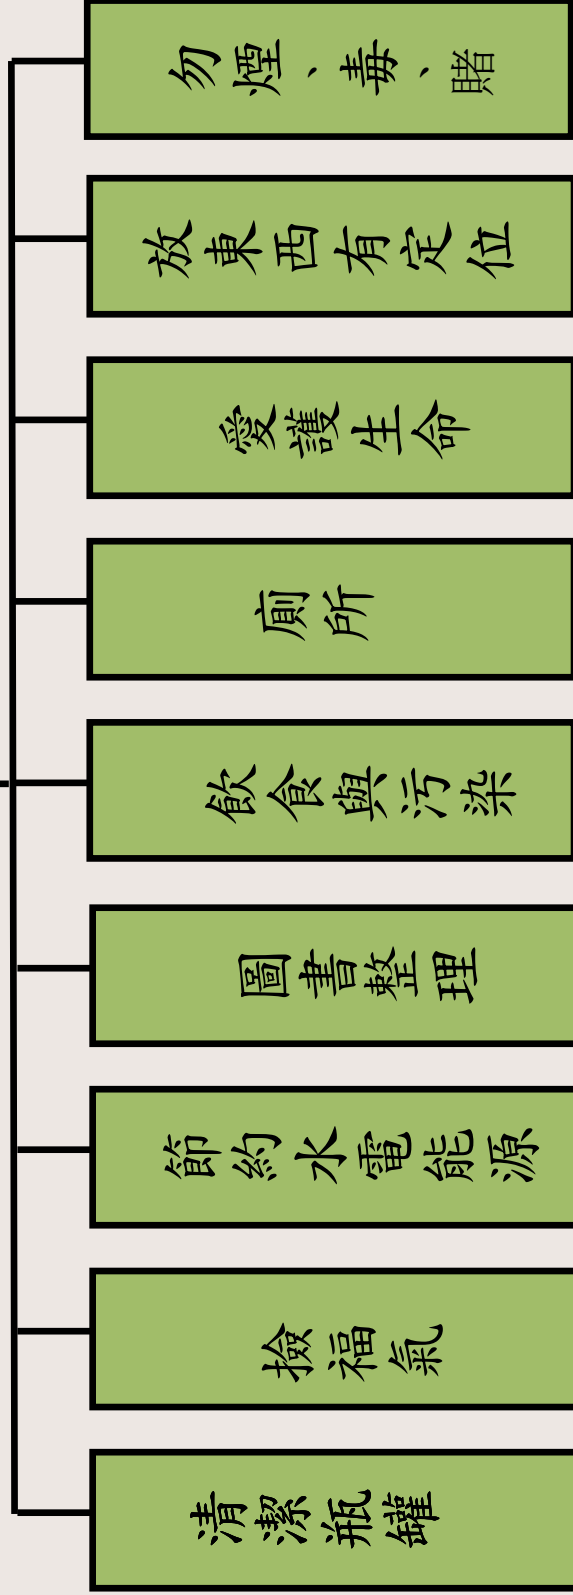 勿煙、毒、賭
放東西有定位
愛護生命
廁所
飲食與污染
圖書整理
節約水電能源
撿福氣
清潔瓶罐